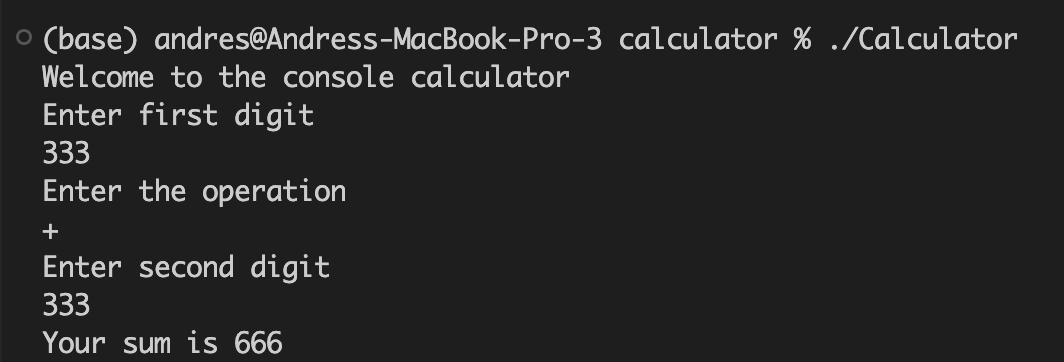 (base) andres@Andress-MacBook-Pro-3 calculator % ./Calculator
Welcome to the console calculator
Enter first digit
333
Enter the operation
+
Enter second digit
333
Your sum is 666